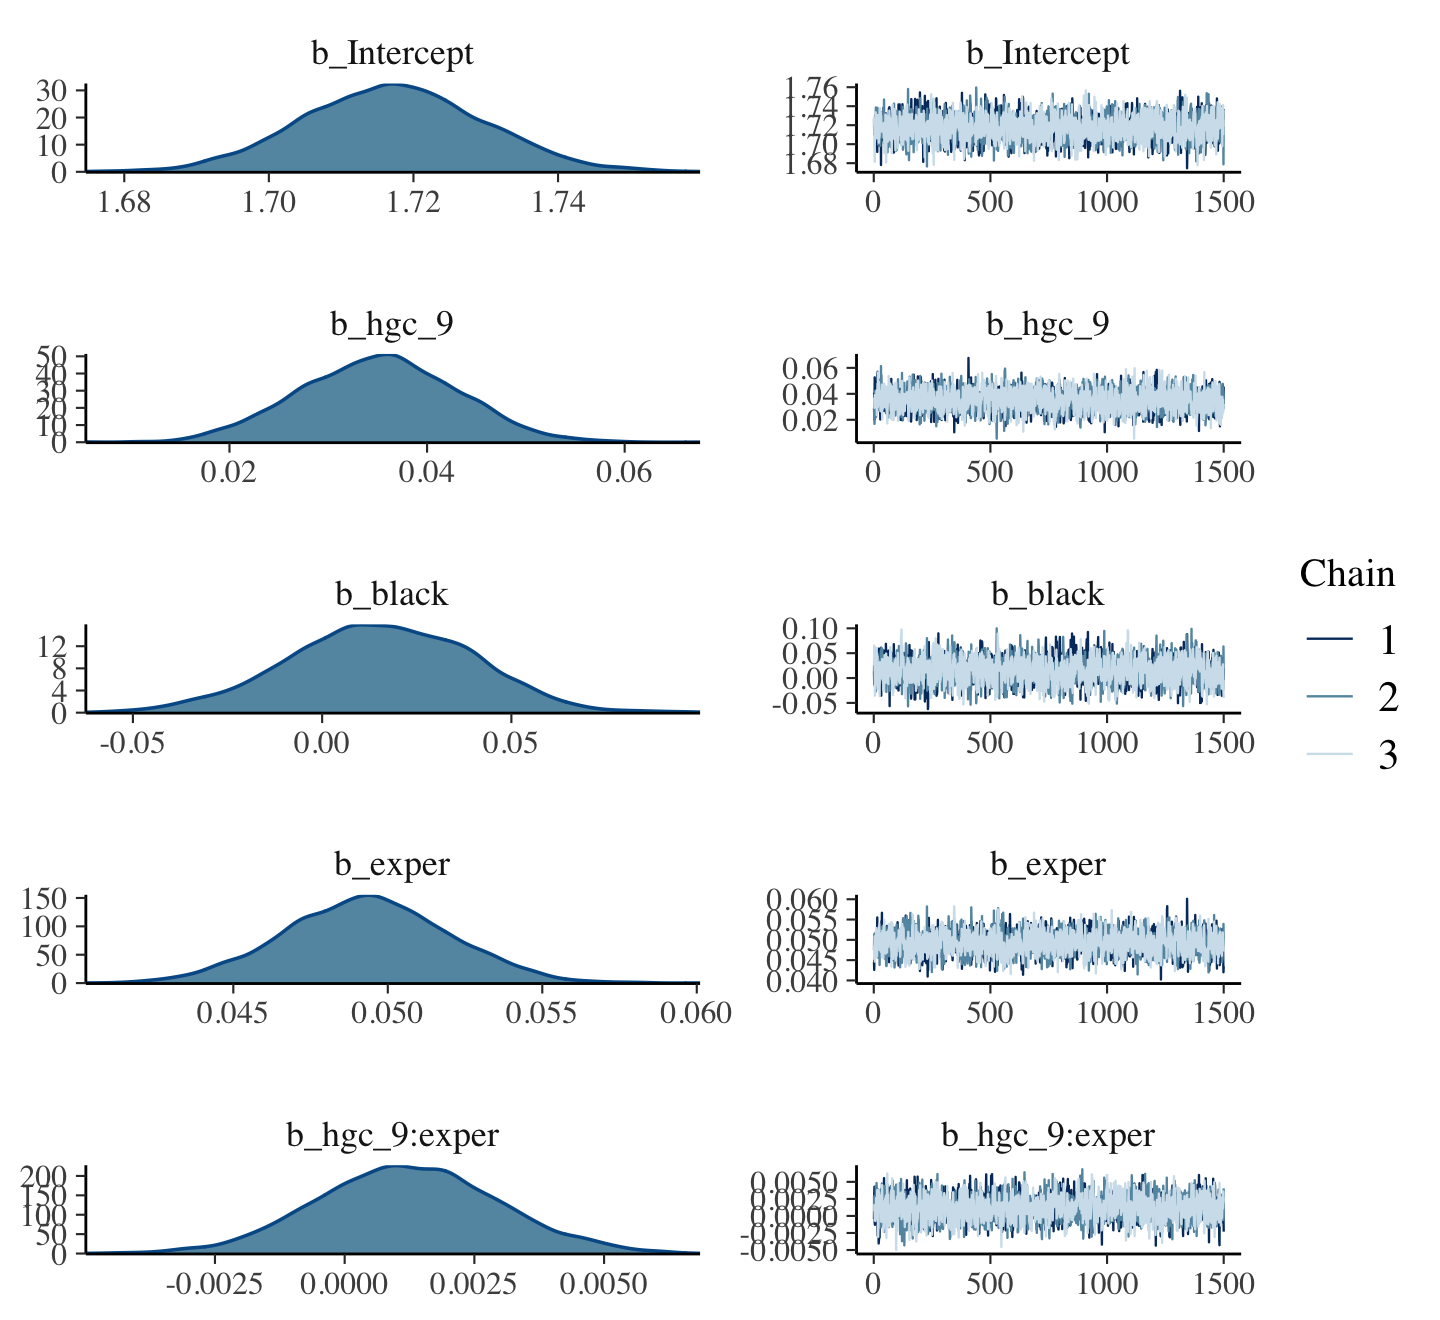 b_Intercept
30
20
10
0
1.68 1.70 1.72 1.74
b_Intercept
1.76
1.74
1.72
1.70
1.68
0 500 1000 1500
b_hgc_9
50
40
30
20
10
0
0.02 0.04 0.06
b_hgc_9
0.06
0.04
0.02
0 500 1000 1500
b_black
12
8
4
0
-0.05 0.00 0.05
b_black
0.10
0.05
0.00
-0.05
0 500 1000 1500
Chain
1
2
3
b_exper
150
100
50
0
0.045 0.050 0.055 0.060
b_exper
0.060
0.055
0.050
0.045
0.040
0 500 1000 1500
b_hgc_9:exper
200
150
100
50
0
-0.0025 0.0000 0.0025 0.0050
b_hgc_9:exper
0.0050
0.0025
0.0000
-0.0025
-0.0050
0 500 1000 1500